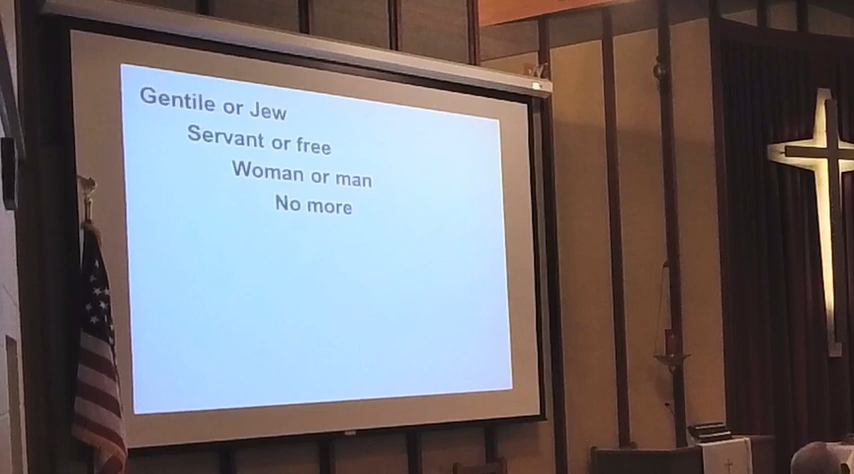 Gentile or Jew
Servant or free
Woman or man
No more